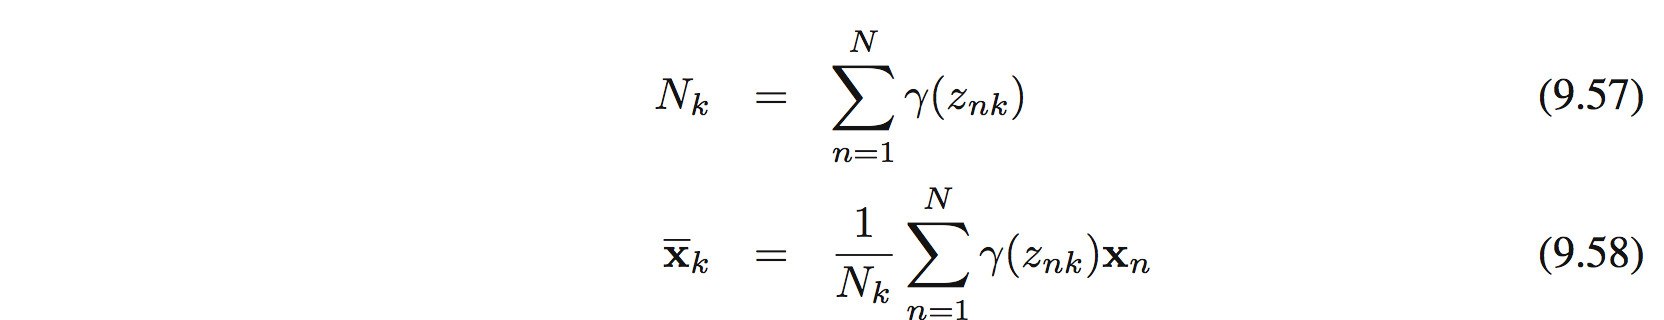 N_k = \sum_{n=1}^{N} \gamma(z_{nk}) (9.57)
\overline{\mathbf{x}}_k = \frac{1}{N_k} \sum_{n=1}^{N} \gamma(z_{nk}) \mathbf{x}_n (9.58)